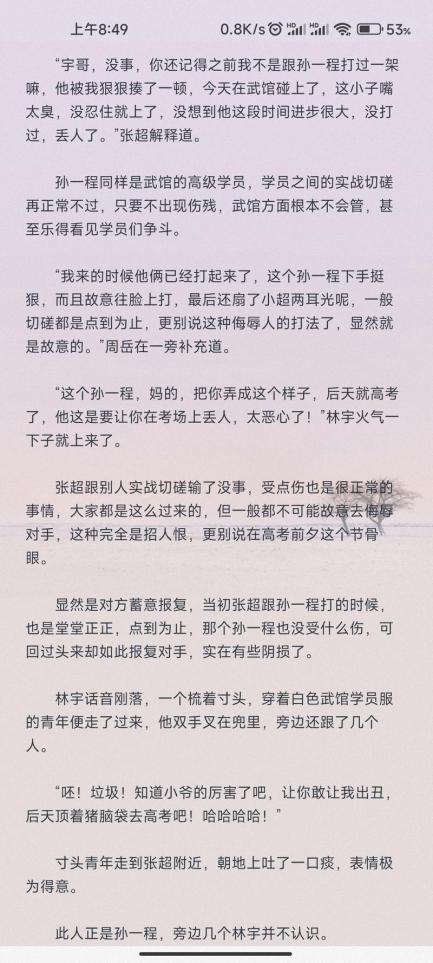 上午8:49 0.8K/s HD HD 53%
“宇哥，没事，你还记得之前我不是跟孙一程打过一架
嘛，他被我狠狠揍了一顿，今天在武馆碰上了，这小子嘴
太臭，没忍住就上了，没想到他这段时间进步很大，没打
过，丢人了。”张超解释道。
孙一程同样是武馆的高级学员，学员之间的实战切磋
再正常不过，只要不出现伤残，武馆方面根本不会管，甚
至乐得看见学员们争斗。
“我来的时候他俩已经打起来了，这个孙一程下手挺
狠，而且故意往脸上打，最后还扇了小超两耳光呢，一般
切磋都是点到为止，更别说这种侮辱人的打法了，显然就
是故意的。”周岳在一旁补充道。
“这个孙一程，妈的，把你弄成这个样子，后天就高考
了，他这是要让你在考场上丢人，太恶心了！”林宇火气一
下子就上来了。
张超跟别人实战切磋输了没事，受点伤也是很正常的
事情，大家都是这么过来的，但一般都不可能故意去侮辱
对手，这种完全是招人恨，更别说在高考前夕这个节骨
眼。
显然是对方蓄意报复，当初张超跟孙一程打的时候，
也是堂堂正正，点到为止，那个孙一程也没受什么伤，可
回过头来却如此报复对手，实在有些阴损了。
林宇话音刚落，一个梳着寸头，穿着白色武馆学员服
的青年便走了过来，他双手叉在兜里，旁边还跟了几个
人。
“呸！垃圾！知道小爷的厉害了吧，让你敢让我出丑，
后天顶着猪脑袋去高考吧！哈哈哈哈！”
寸头青年走到张超附近，朝地上吐了一口痰，表情极
为得意。
此人正是孙一程，旁边几个林宇并不认识。